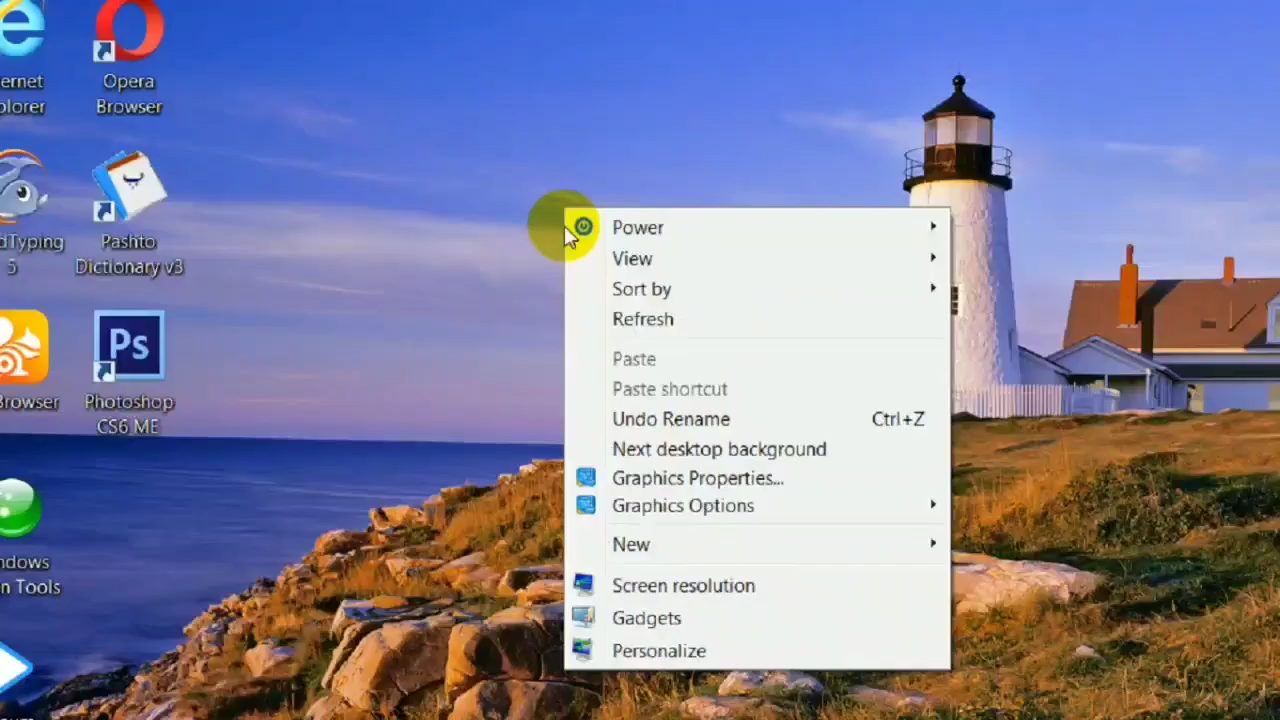 ernet
plorer
Opera
Browser
dTyping
5
Pashto
Dictionary v3
Browser
Ps
Photoshop
CS6 ME
ndows
n Tools
Power
View
Sort by
Refresh
Paste
Paste shortcut
Undo Rename Ctrl+Z
Next desktop background
Graphics Properties...
Graphics Options
New
Screen resolution
Gadgets
Personalize